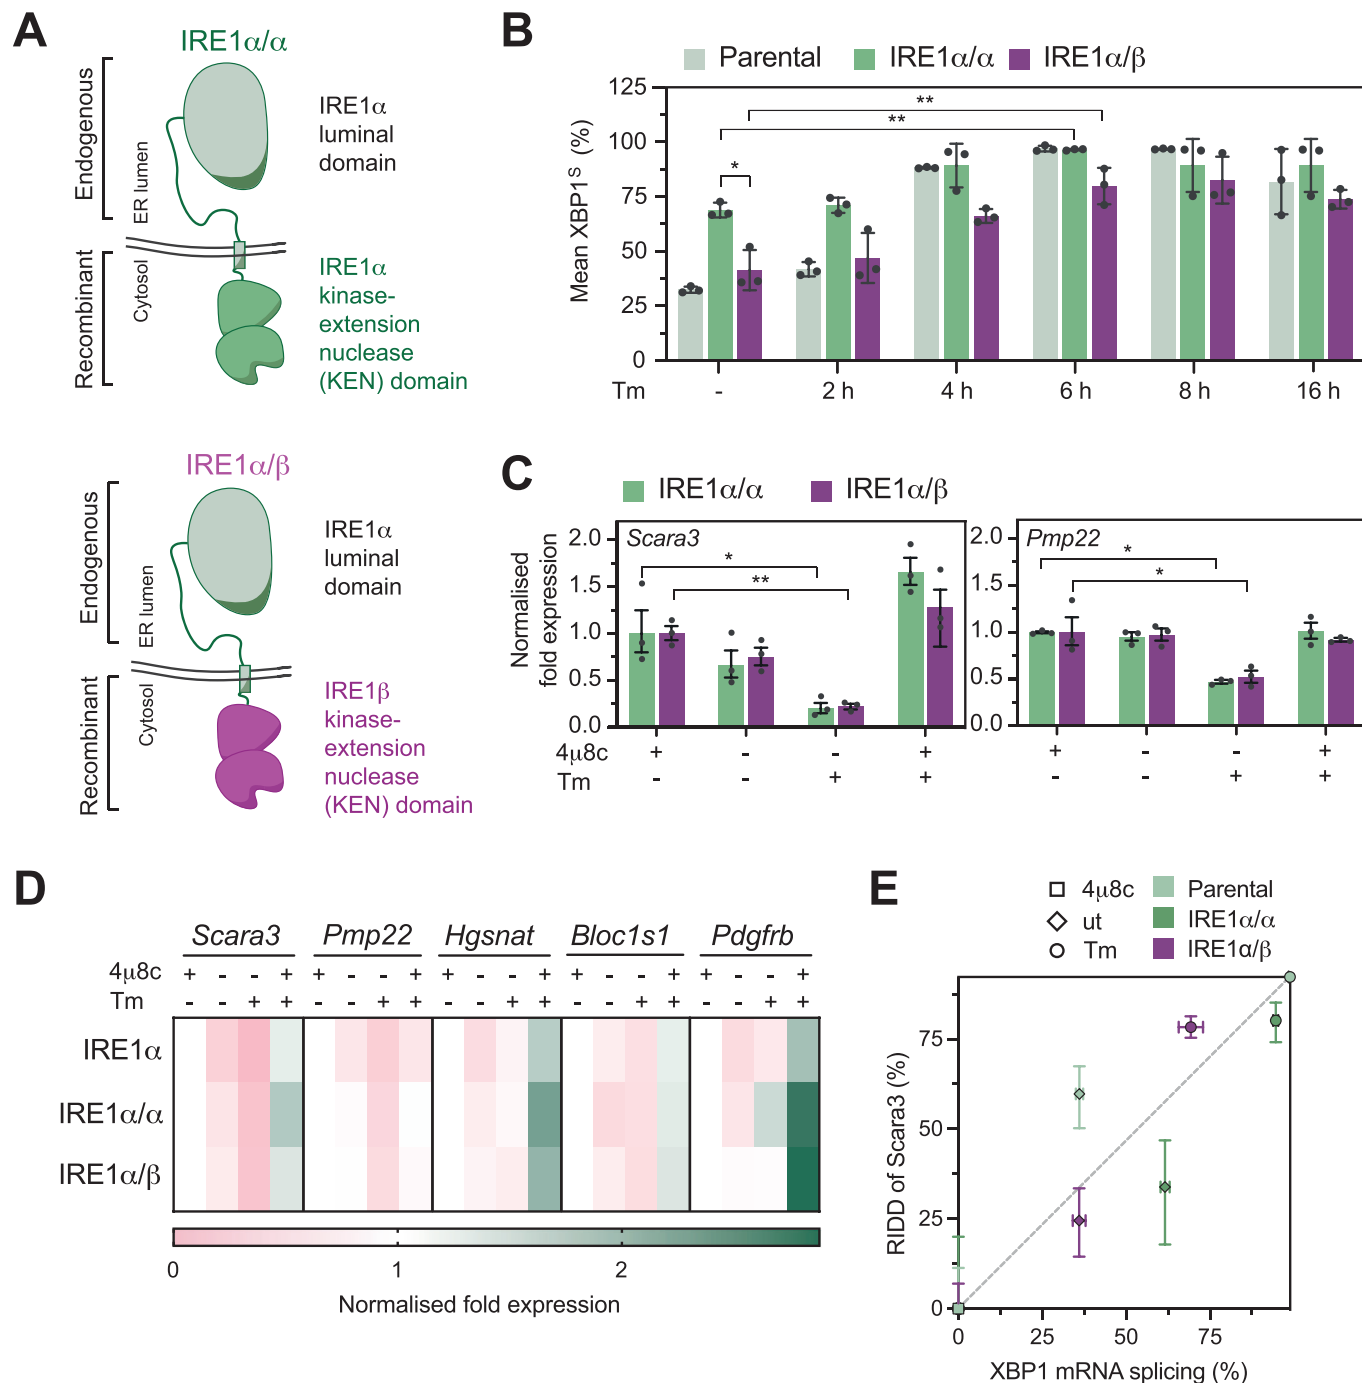 A
IRE1α/α
Endogenous
ER lumen
IRE1α
luminal
domain
Recombinant
Cytosol
IRE1α
kinase-
extension
nuclease
(KEN) domain
IRE1α/β
Endogenous
ER lumen
IRE1α
luminal
domain
Recombinant
Cytosol
IRE1β
kinase-
extension
nuclease
(KEN) domain
B
Parental IRE1α/α IRE1α/β
Mean XBP1ˢ (%)
125
100
75
50
25
0
**
**
*
Tm - 2 h 4 h 6 h 8 h 16 h
C
IRE1α/α IRE1α/β
Normalised
fold expression
Scara3
2.0
1.5
1.0
0.5
0.0
*
**
Pmp22
2.0
1.5
1.0
0.5
0.0
*
*
4μ8c + - - + + - - +
Tm - - + + - - + +
D
Scara3 Pmp22 Hgsnat Bloc1s1 Pdgfrb
4μ8c + - - + + - - + + - - + + - - + + - - +
Tm - - + + - - + + - - + + - - + + - - + +
IRE1α
IRE1α/α
IRE1α/β
0 1 2
Normalised fold expression
E
4μ8c Parental
ut IRE1α/α
Tm IRE1α/β
RIDD of Scara3 (%)
75
50
25
0
0 25 50 75
XBP1 mRNA splicing (%)